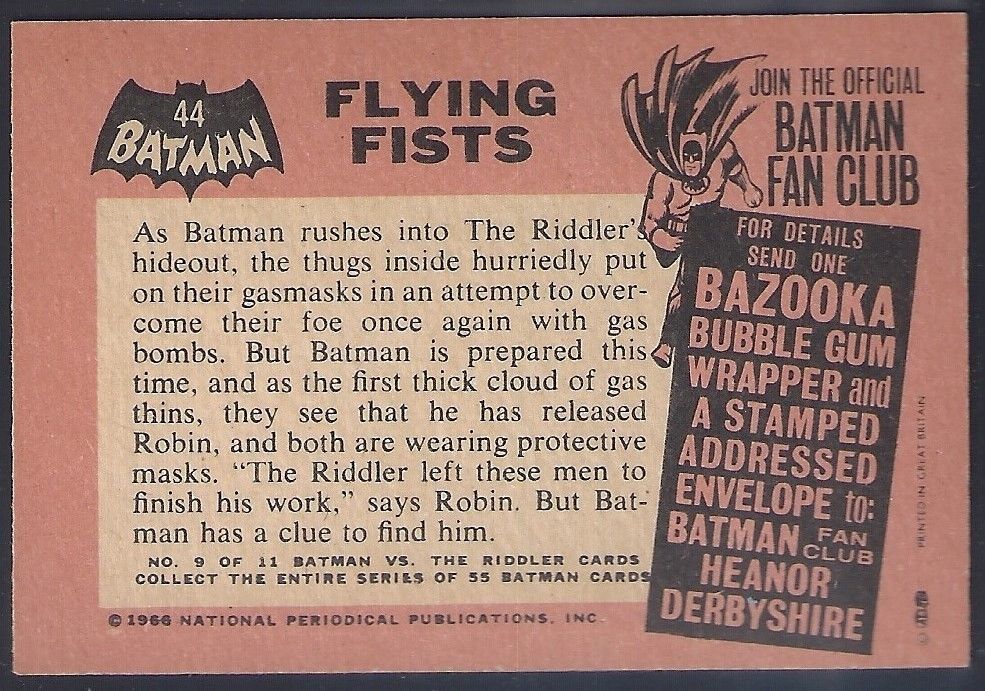 44
BATMAN
FLYING
FISTS
As Batman rushes into The Riddler's
hideout, the thugs inside hurriedly put
on their gasmasks in an attempt to over-
come their foe once again with gas
bombs. But Batman is prepared this
time, and as the first thick cloud of gas
thins, they see that he has released
Robin, and both are wearing protective
masks. “The Riddler left these men to
finish his work,” says Robin. But Bat-
man has a clue to find him.
NO. 9 OF 11 BATMAN VS. THE RIDDLER CARDS
COLLECT THE ENTIRE SERIES OF 55 BATMAN CARDS
© 1966 NATIONAL PERIODICAL PUBLICATIONS, INC.
JOIN THE OFFICIAL
BATMAN
FAN CLUB
FOR DETAILS
SEND ONE
BAZOOKA
BUBBLE GUM
WRAPPER and
A STAMPED
ADDRESSED
ENVELOPE to:
BATMAN FAN CLUB
HEANOR
DERBYSHIRE
PRINTED IN GREAT BRITAIN
©